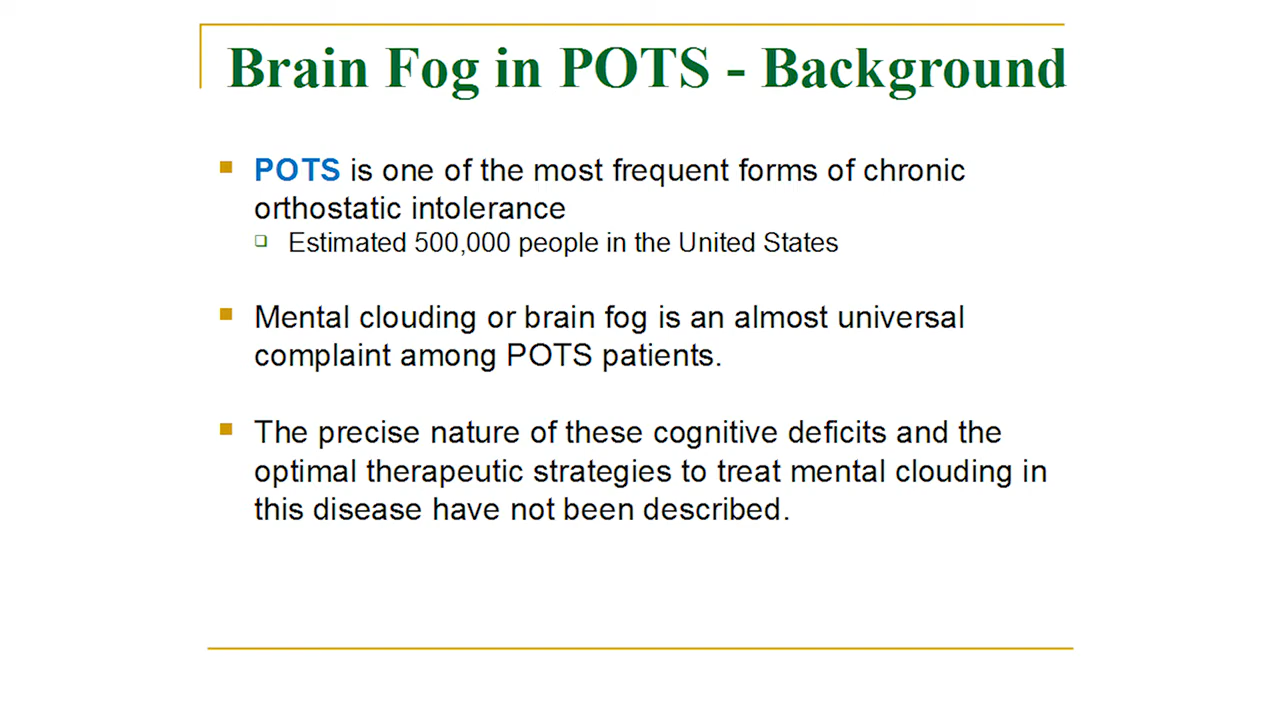 Brain Fog in POTS - Background
POTS is one of the most frequent forms of chronic
orthostatic intolerance
Estimated 500,000 people in the United States
Mental clouding or brain fog is an almost universal
complaint among POTS patients.
The precise nature of these cognitive deficits and the
optimal therapeutic strategies to treat mental clouding in
this disease have not been described.